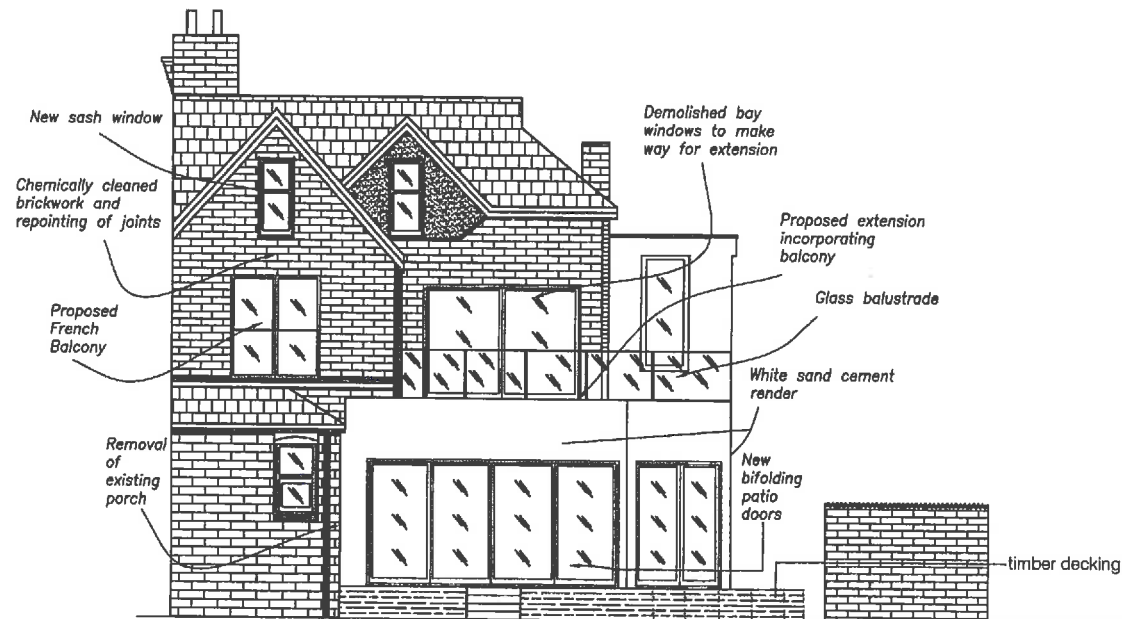 New sash window
Chemically cleaned
brickwork and
repointing of joints
Proposed
French
Balcony
Removal
of
existing
porch
Demolished bay
windows to make
way for extension
Proposed extension
incorporating
balcony
Glass balustrade
White sand cement
render
New
bifolding
patio
doors
timber decking